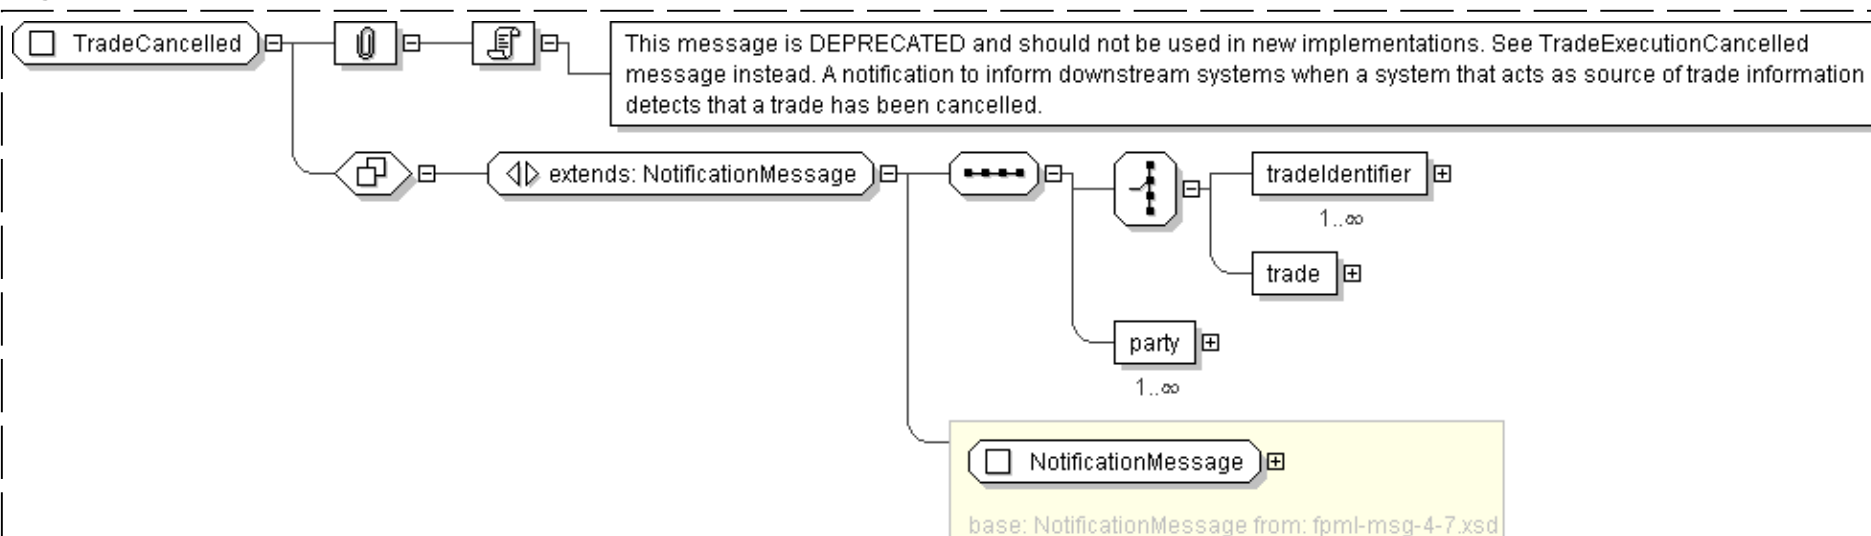 TradeCancelled
This message is DEPRECATED and should not be used in new implementations. See TradeExecutionCancelled
message instead. A notification to inform downstream systems when a system that acts as source of trade information
detects that a trade has been cancelled.
extends: NotificationMessage
tradeIdentifier
1..∞
trade
party
1..∞
NotificationMessage
base: NotificationMessage from: fpml-msg-4-7.xsd